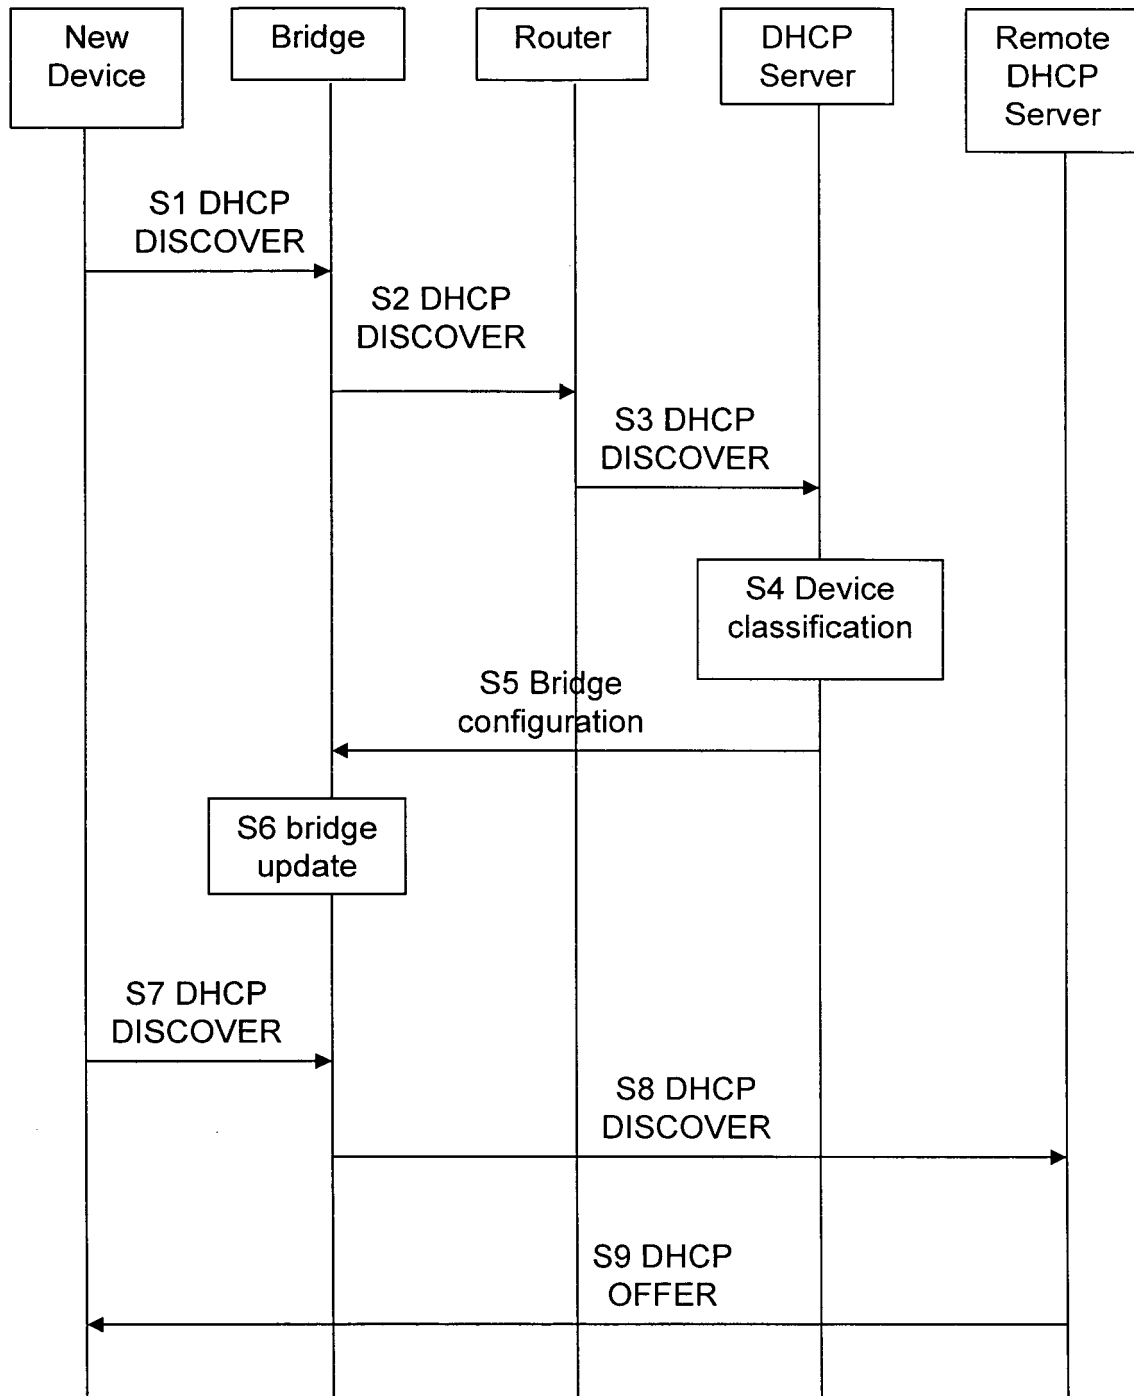 New
Device
Bridge
Router
DHCP
Server
Remote
DHCP
Server
S1 DHCP
DISCOVER
S2 DHCP
DISCOVER
S3 DHCP
DISCOVER
S4 Device
classification
S5 Bridge
configuration
S6 bridge
update
S7 DHCP
DISCOVER
S8 DHCP
DISCOVER
S9 DHCP
OFFER